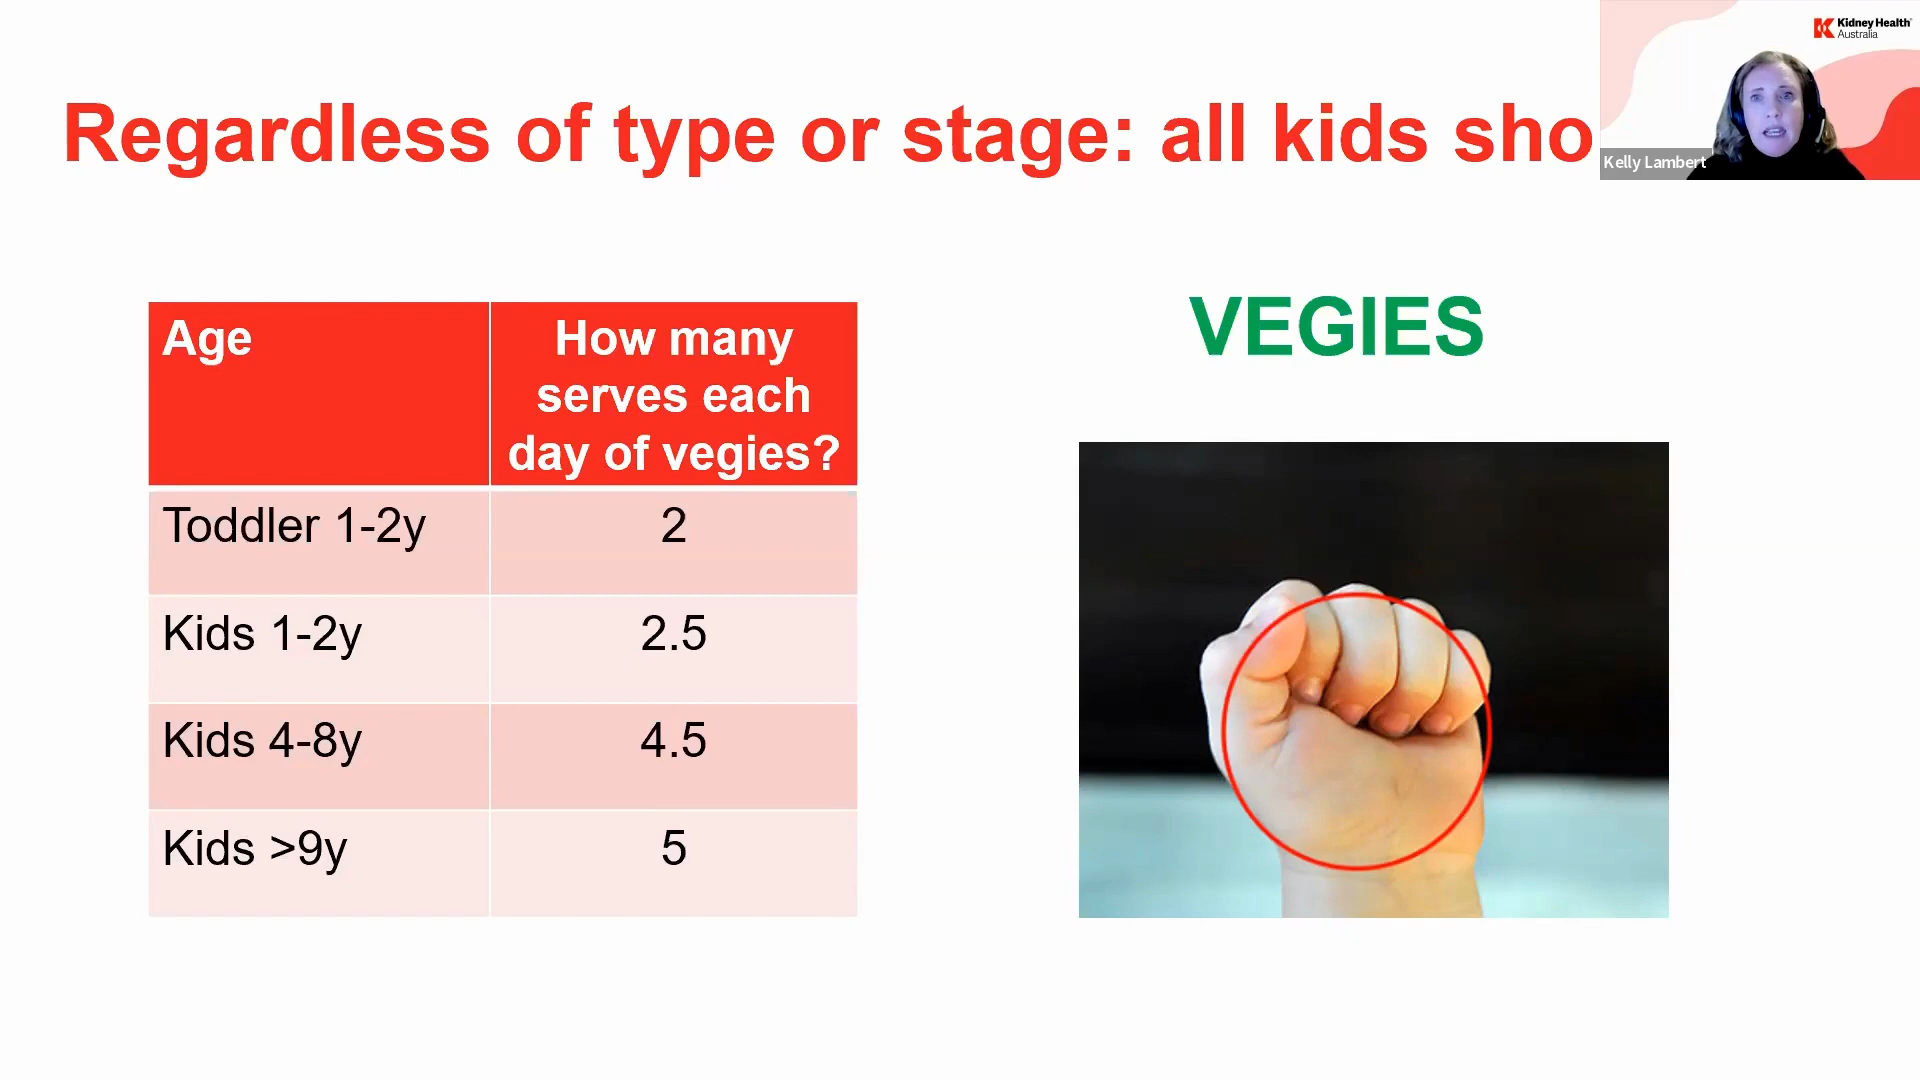 Regardless of type or stage: all kids sho
Kidney Health
Australia
Kelly Lambert
Age
How many
serves each
day of vegies?
Toddler 1-2y
2
Kids 1-2y
2.5
Kids 4-8y
4.5
Kids >9y
5
VEGIES